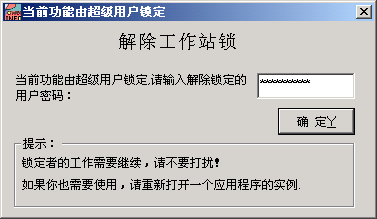 当前功能由超级用户锁定
解除工作站锁
当前功能由超级用户锁定,请输入解除锁定的
用户密码：
***********
确 定Y
提示：
锁定者的工作需要继续，请不要打扰!
如果你也需要使用，请重新打开一个应用程序的实例.